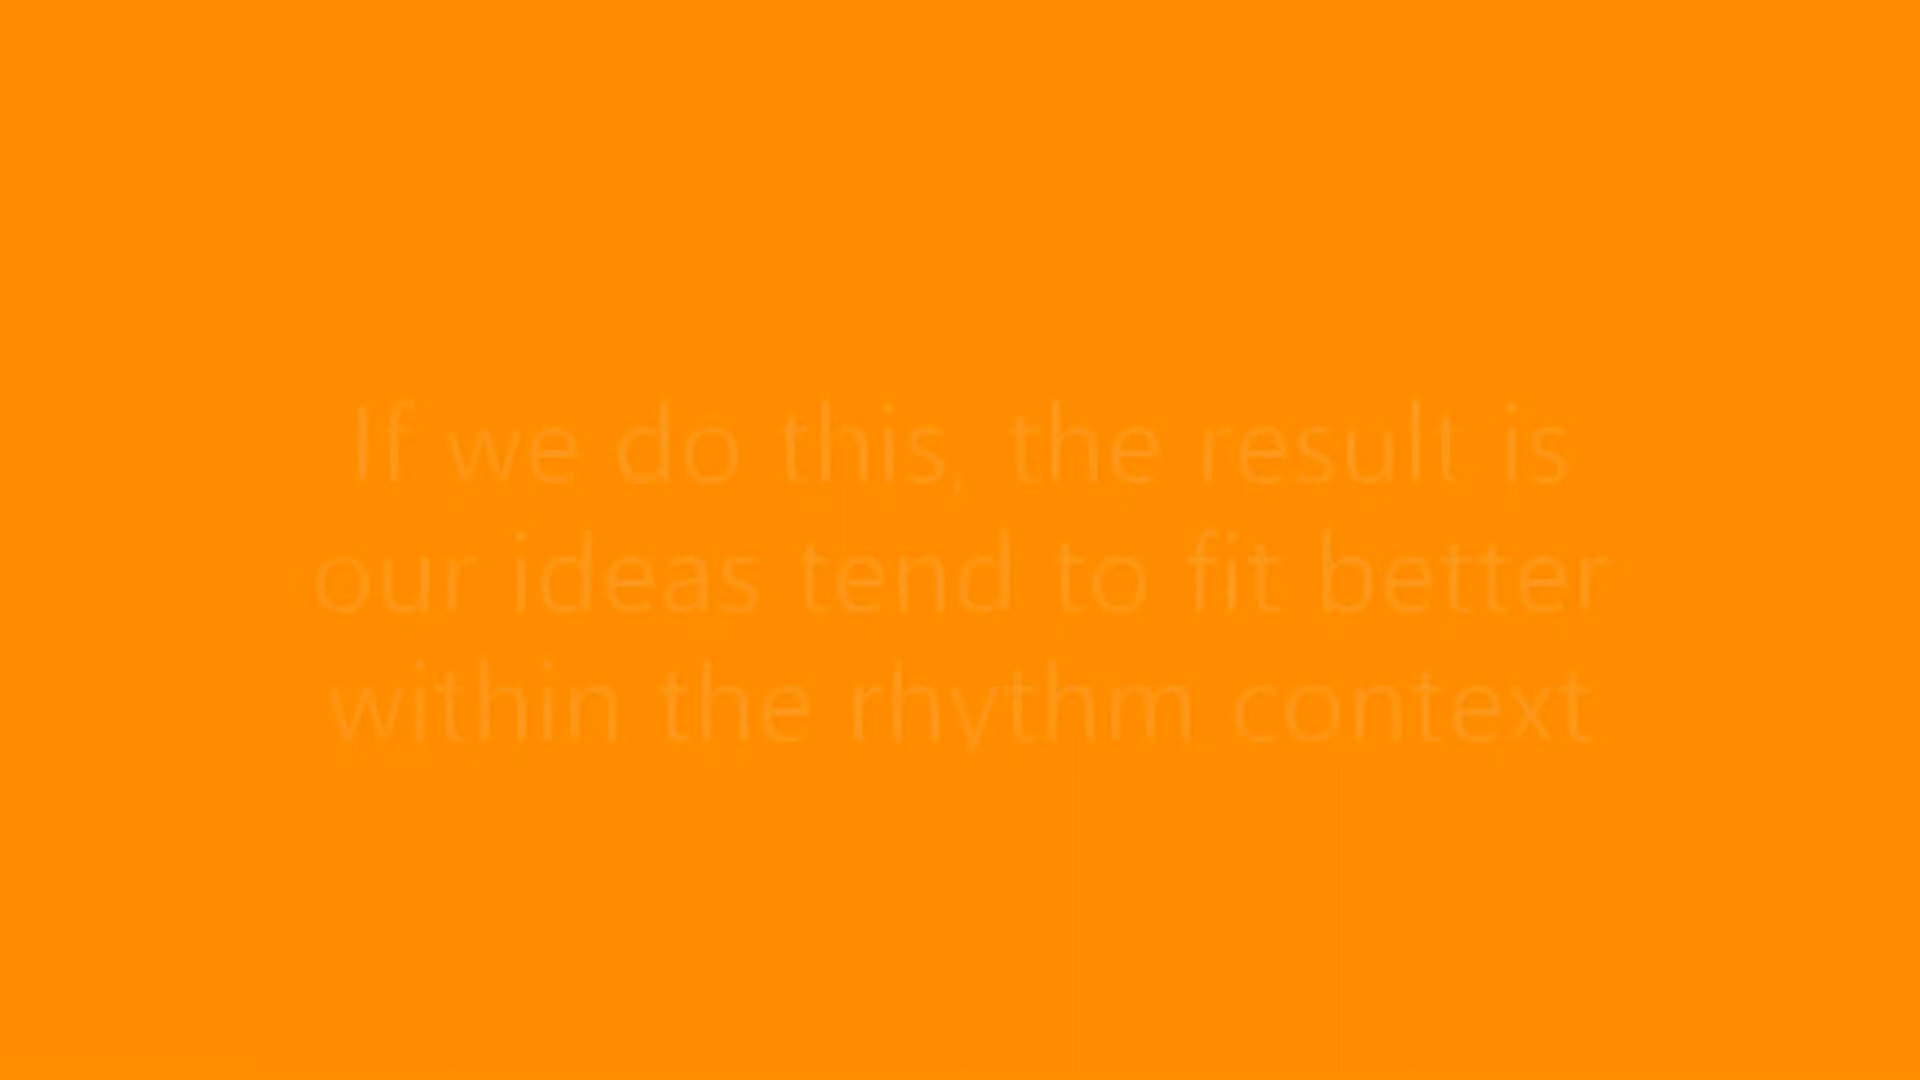 If we do this, the result is
our ideas tend to fit better
within the rhythm context